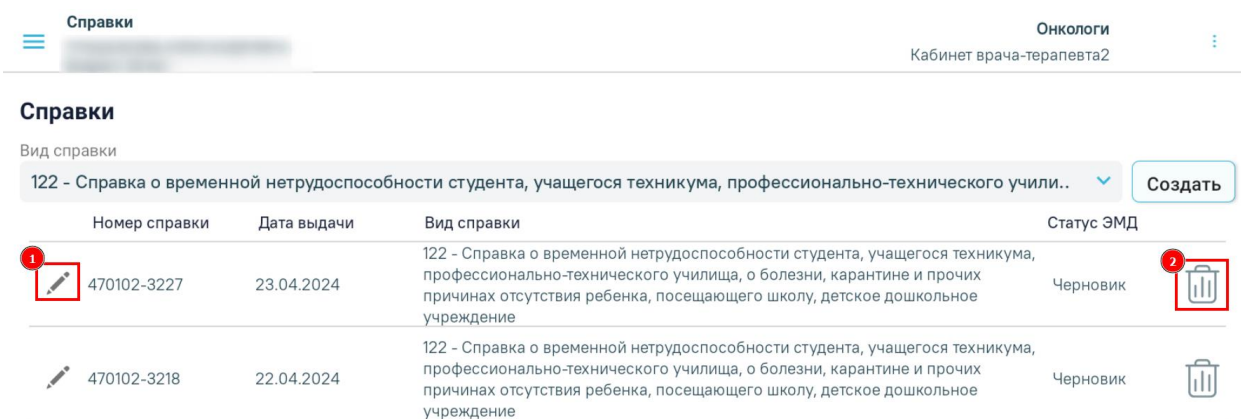 Справки
Онкологи
Кабинет врача-терапевта2
Справки
Вид справки
122 - Справка о временной нетрудоспособности студента, учащегося техникума, профессионально-технического учили..
Создать
Номер справки Дата выдачи Вид справки Статус ЭМД
1
2
122 - Справка о временной нетрудоспособности студента, учащегося техникума,
профессионально-технического училища, о болезни, карантине и прочих
470102-3227 23.04.2024 Черновик
причинах отсутствия ребенка, посещающего школу, детское дошкольное
учреждение
122 - Справка о временной нетрудоспособности студента, учащегося техникума,
профессионально-технического училища, о болезни, карантине и прочих
470102-3218 22.04.2024 Черновик
причинах отсутствия ребенка, посещающего школу, детское дошкольное
учреждение